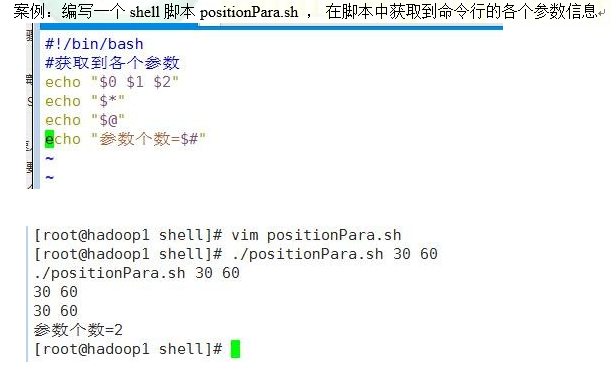 案例：编写一个 shell 脚本 positionPara.sh ， 在脚本中获取到命令行的各个参数信息
#!/bin/bash
#获取到各个参数
echo "$0 $1 $2"
echo "$*"
echo "$@"
echo "参数个数=$#"
~
~
[root@hadoop1 shell]# vim positionPara.sh
[root@hadoop1 shell]# ./positionPara.sh 30 60
./positionPara.sh 30 60
30 60
30 60
参数个数=2
[root@hadoop1 shell]#